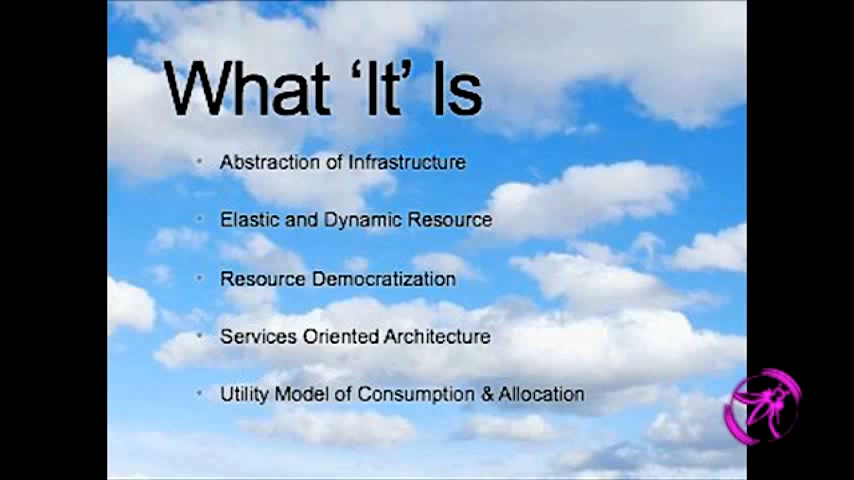 What ‘It’ Is
• Abstraction of Infrastructure
• Elastic and Dynamic Resource
• Resource Democratization
• Services Oriented Architecture
• Utility Model of Consumption & Allocation